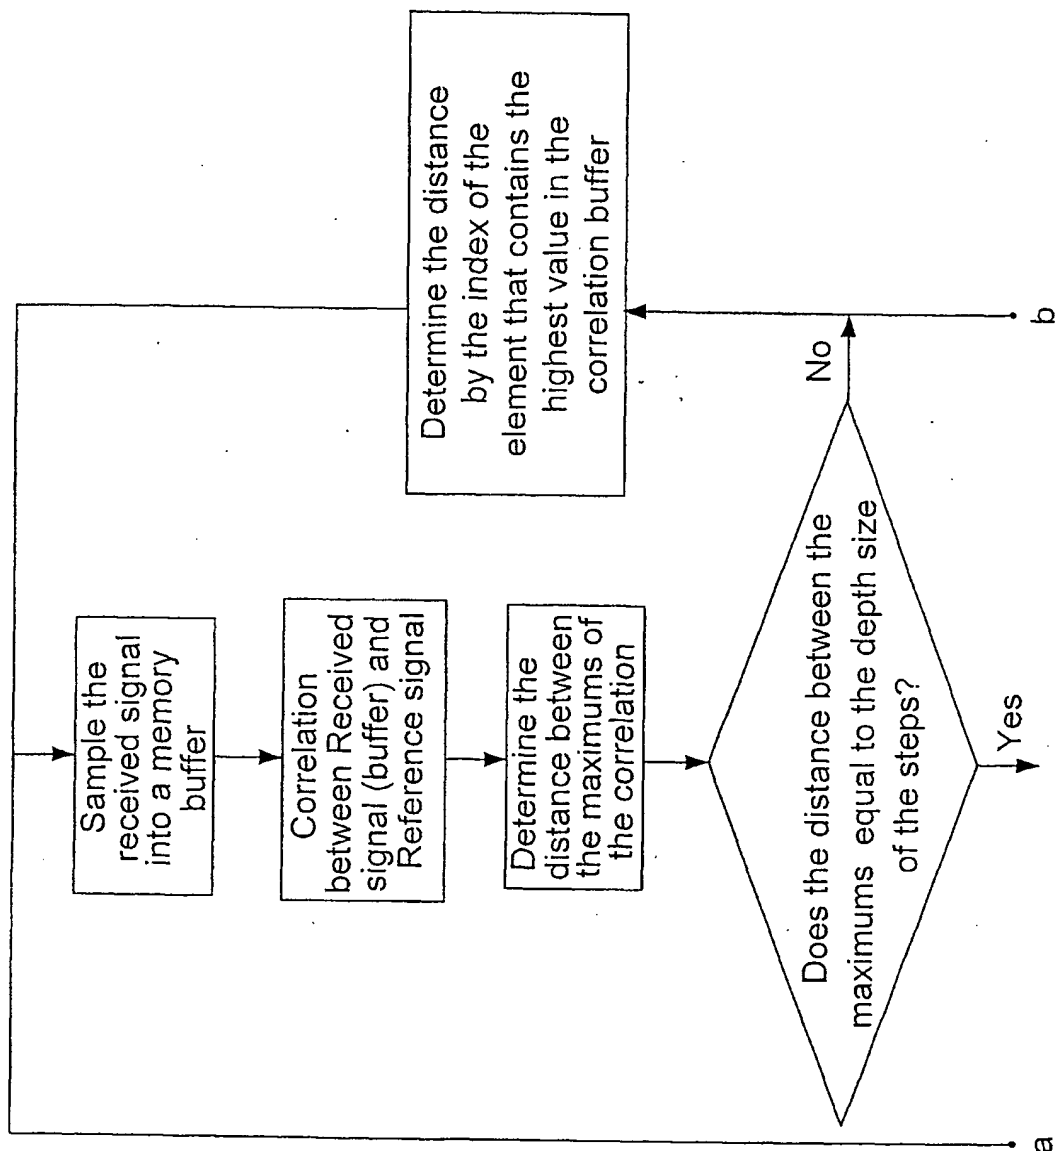 Sample the
received signal
into a memory
buffer
Correlation
between Received
signal (buffer) and
Reference signal
Determine the
distance between
the maximums of
the correlation
Does the distance between the
maximums equal to the depth size
of the steps?
No
Yes
Determine the distance
by the index of the
element that contains the
highest value in the
correlation buffer
a
b